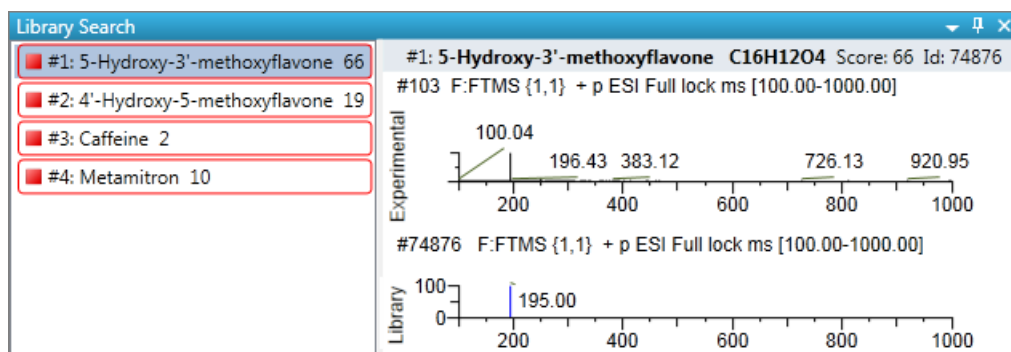 Library Search
#1: 5-Hydroxy-3'-methoxyflavone 66
#2: 4'-Hydroxy-5-methoxyflavone 19
#3: Caffeine 2
#4: Metamitron 10
#1: 5-Hydroxy-3'-methoxyflavone C16H12O4 Score: 66 Id: 74876
#103 F:FTMS {1,1} + p ESI Full lock ms [100.00-1000.00]
Experimental
100.04
196.43 383.12 726.13 920.95
200 400 600 800 1000
#74876 F:FTMS {1,1} + p ESI Full lock ms [100.00-1000.00]
Library
100
195.00
0
200 400 600 800 1000